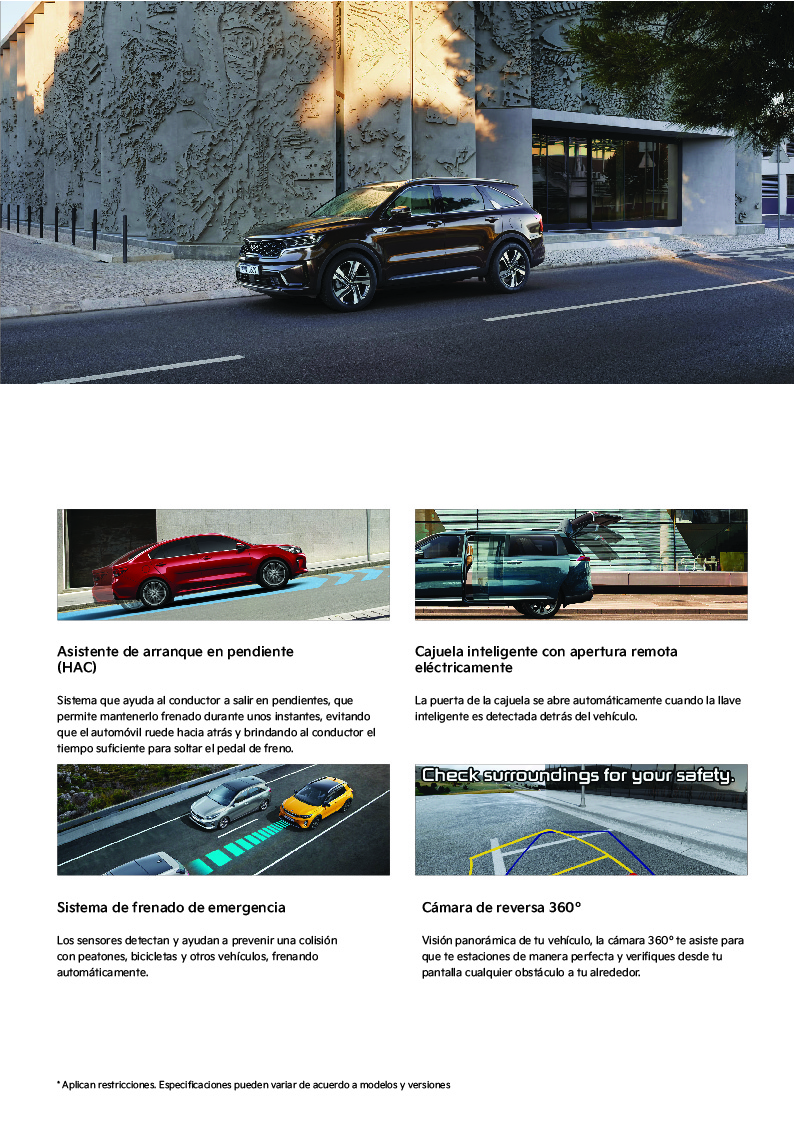 Asistente de arranque en pendiente
(HAC)
Sistema que ayuda al conductor a salir en pendientes, que
permite mantenerlo frenado durante unos instantes, evitando
que el automóvil ruede hacia atrás y brindando al conductor el
tiempo suficiente para soltar el pedal de freno.
Cajuela inteligente con apertura remota
eléctricamente
La puerta de la cajuela se abre automáticamente cuando la llave
inteligente es detectada detrás del vehículo.
Check surroundings for your safety.
Sistema de frenado de emergencia
Los sensores detectan y ayudan a prevenir una colisión
con peatones, bicicletas y otros vehículos, frenando
automáticamente.
Cámara de reversa 360º
Visión panorámica de tu vehículo, la cámara 360º te asiste para
que te estaciones de manera perfecta y verifiques desde tu
pantalla cualquier obstáculo a tu alrededor.
* Aplican restricciones. Especificaciones pueden variar de acuerdo a modelos y versiones